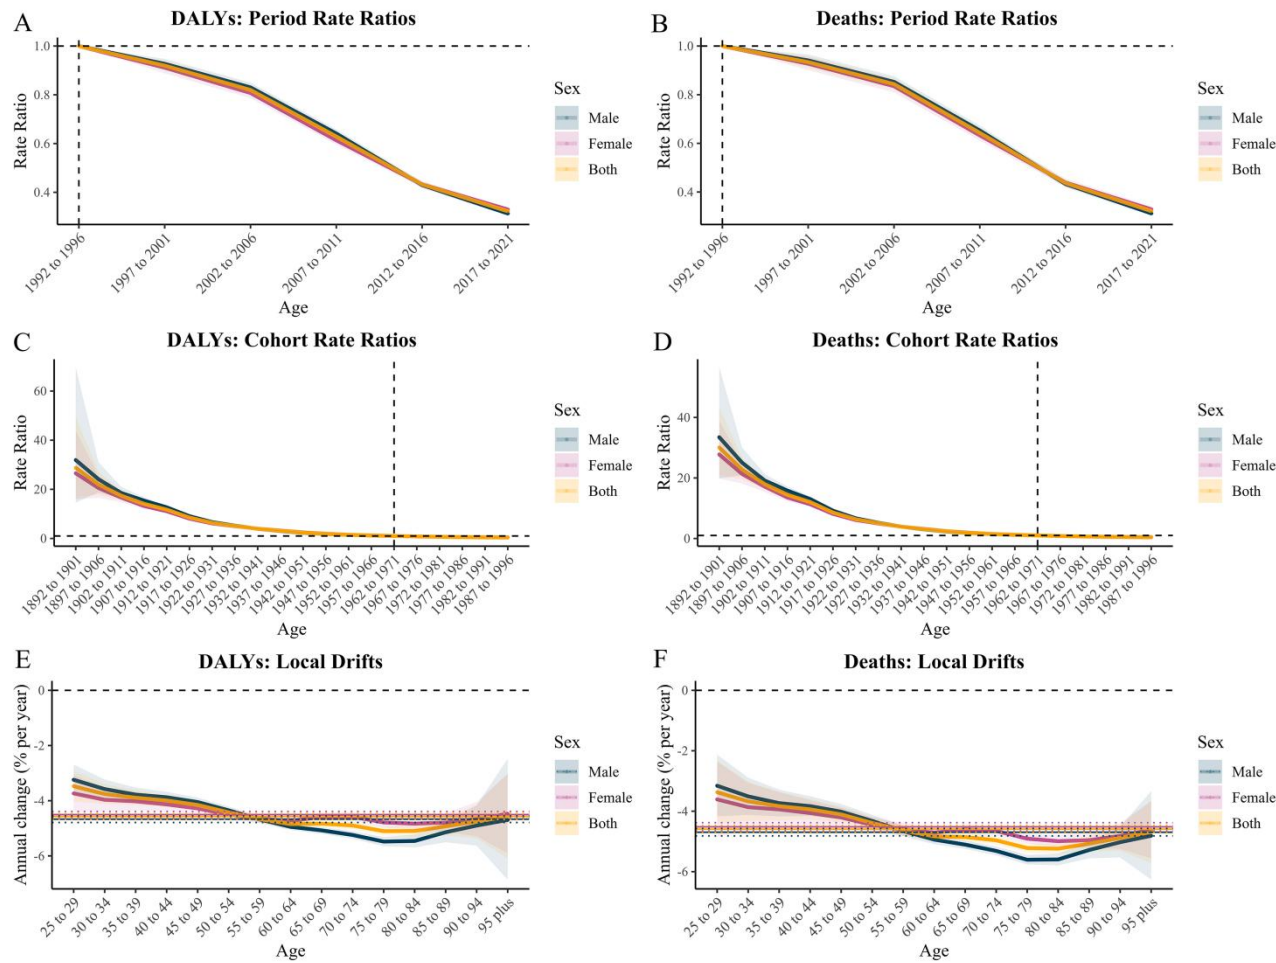 A
DALYs: Period Rate Ratios
Rate Ratio
1.0
0.8
0.6
0.4
1992 to 1996
1997 to 2001
2002 to 2006
2007 to 2011
2012 to 2016
2017 to 2021
Age
Sex
Male
Female
Both
B
Deaths: Period Rate Ratios
Rate Ratio
1.0
0.8
0.6
0.4
1992 to 1996
1997 to 2001
2002 to 2006
2007 to 2011
2012 to 2016
2017 to 2021
Age
Sex
Male
Female
Both
C
DALYs: Cohort Rate Ratios
Rate Ratio
60
40
20
0
1892 to 1901
1897 to 1906
1902 to 1911
1907 to 1916
1912 to 1921
1917 to 1926
1922 to 1931
1927 to 1936
1932 to 1941
1937 to 1946
1942 to 1951
1947 to 1956
1952 to 1961
1957 to 1966
1962 to 1971
1967 to 1976
1972 to 1981
1977 to 1986
1982 to 1991
1987 to 1996
Age
Sex
Male
Female
Both
D
Deaths: Cohort Rate Ratios
Rate Ratio
40
20
0
1892 to 1901
1897 to 1906
1902 to 1911
1907 to 1916
1912 to 1921
1917 to 1926
1922 to 1931
1927 to 1936
1932 to 1941
1937 to 1946
1942 to 1951
1947 to 1956
1952 to 1961
1957 to 1966
1962 to 1971
1967 to 1976
1972 to 1981
1977 to 1986
1982 to 1991
1987 to 1996
Age
Sex
Male
Female
Both
E
DALYs: Local Drifts
Annual change (% per year)
0
-2
-4
-6
25 to 29
30 to 34
35 to 39
40 to 44
45 to 49
50 to 54
55 to 59
60 to 64
65 to 69
70 to 74
75 to 79
80 to 84
85 to 89
90 to 94
95 plus
Age
Sex
Male
Female
Both
F
Deaths: Local Drifts
Annual change (% per year)
0
-2
-4
-6
25 to 29
30 to 34
35 to 39
40 to 44
45 to 49
50 to 54
55 to 59
60 to 64
65 to 69
70 to 74
75 to 79
80 to 84
85 to 89
90 to 94
95 plus
Age
Sex
Male
Female
Both